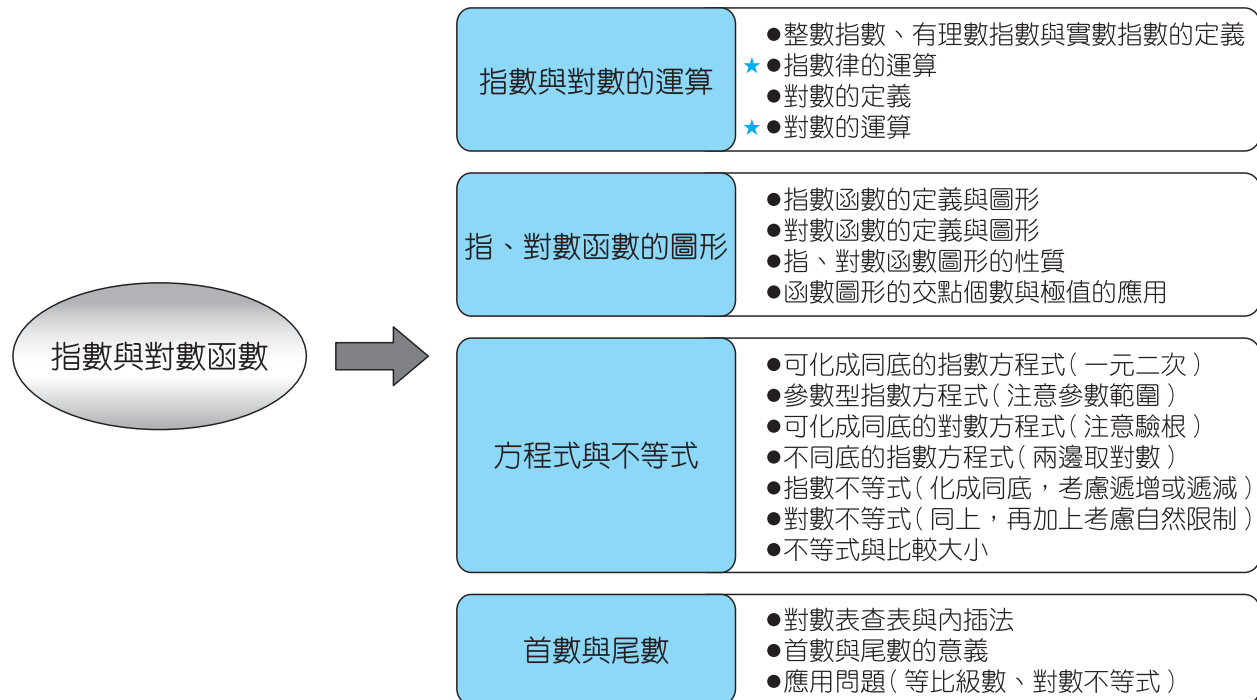 指數與對數函數
指數與對數的運算
●整數指數、有理數指數與實數指數的定義
★●指數律的運算
●對數的定義
★●對數的運算
指、對數函數的圖形
●指數函數的定義與圖形
●對數函數的定義與圖形
●指、對數函數圖形的性質
●函數圖形的交點個數與極值的應用
方程式與不等式
●可化成同底的指數方程式(一元二次)
●參數型指數方程式(注意參數範圍)
●可化成同底的對數方程式(注意驗根)
●不同底的指數方程式(兩邊取對數)
●指數不等式(化成同底,考慮遞增或遞減)
●對數不等式(同上,再加上考慮自然限制)
●不等式與比較大小
首數與尾數
●對數表查表與內插法
●首數與尾數的意義
●應用問題(等比級數、對數不等式)